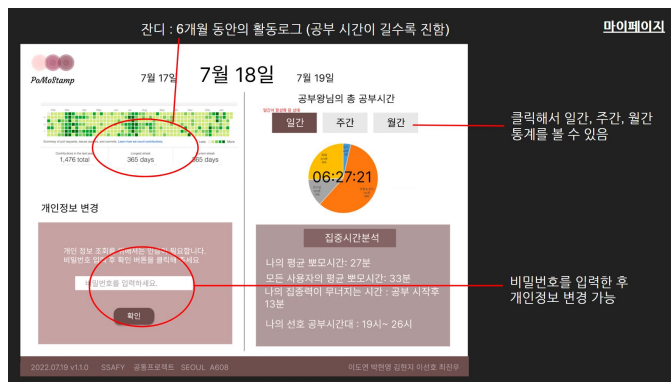 잔디 : 6개월 동안의 활동로그 (공부 시간이 길수록 진함)
마이페이지
PoMoStamp
7월 17일
7월 18일
7월 19일
공부왕님의 총 공부시간
일간
주간
월간
클릭해서 일간, 주간, 월간
통계를 볼 수 있음
06:27:21
1,476 total
365 days
365 days
개인정보 변경
개인 정보 조회를 위해서는 인증이 필요합니다.
비밀번호 입력 후 확인 버튼을 클릭해주세요
비밀번호를 입력하세요.
확인
집중시간분석
나의 평균 뽀모시간: 27분
모든 사용자의 평균 뽀모시간: 33분
나의 집중력이 무너지는 시간 : 공부 시작후
13분
나의 선호 공부시간대 : 19시~ 26시
비밀번호를 입력한 후
개인정보 변경 가능
2022.07.19 v1.1.0 SSAFY 공통프로젝트 SEOUL A608
이도연 박현영 김현지 이선호 최진우